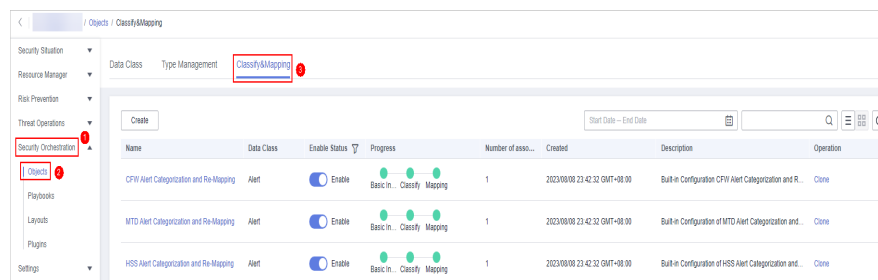 / Objects / Classify&Mapping
Security Situation
Resource Manager
Risk Prevention
Threat Operations
Security Orchestration 1
Objects 2
Playbooks
Layouts
Plugins
Settings
Data Class Type Management Classify&Mapping 3
Create Start Date – End Date
Name Data Class Enable Status Progress Number of asso... Created Description Operation
CFW Alert Categorization and Re-Mapping Alert Enable Basic In... Classify Mapping 1 2023/08/08 23:42:32 GMT+08:00 Built-in Configuration CFW Alert Categorization and R... Clone
MTD Alert Categorization and Re-Mapping Alert Enable Basic In... Classify Mapping 1 2023/08/08 23:42:32 GMT+08:00 Built-in Configuration of MTD Alert Categorization and... Clone
HSS Alert Categorization and Re-Mapping Alert Enable Basic In... Classify Mapping 1 2023/08/08 23:42:32 GMT+08:00 Built-in Configuration of HSS Alert Categorization and... Clone